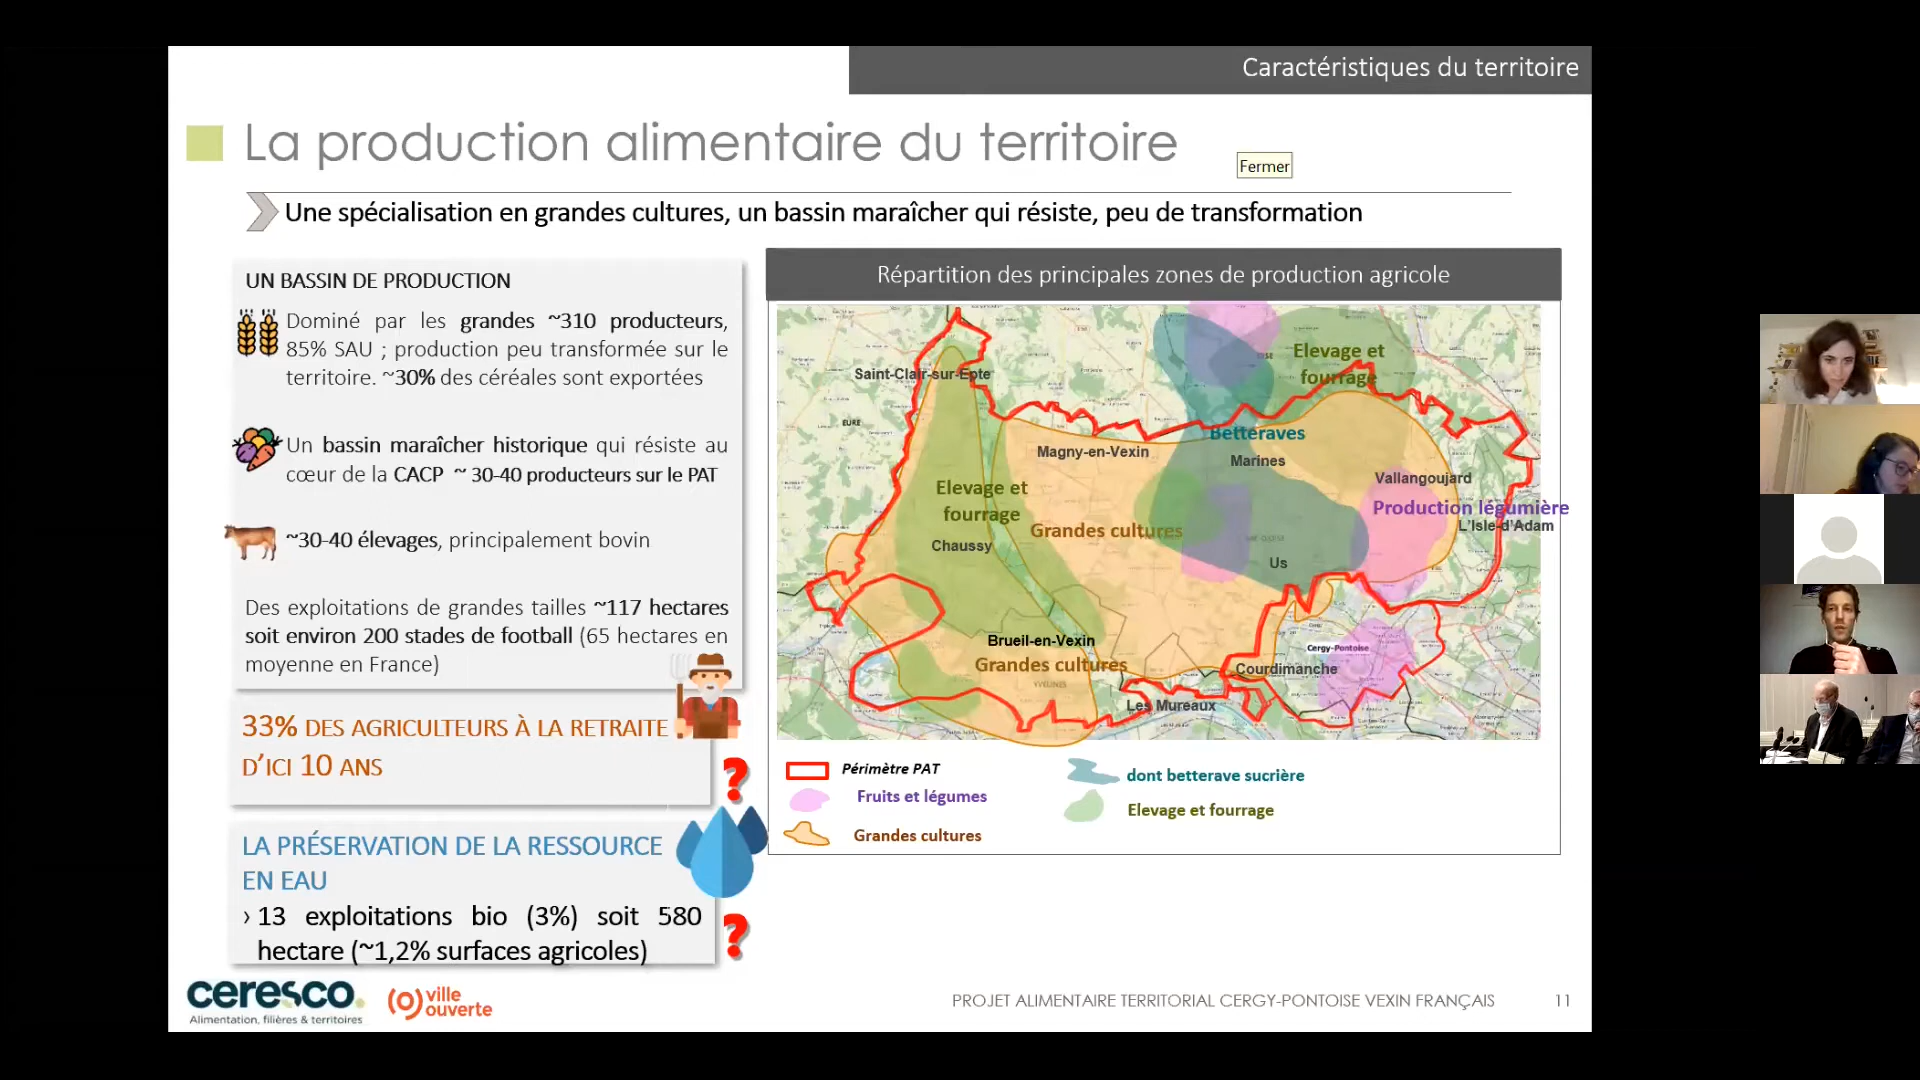 Caractéristiques du territoire
La production alimentaire du territoire
Fermer
Une spécialisation en grandes cultures, un bassin maraîcher qui résiste, peu de transformation
UN BASSIN DE PRODUCTION
Dominé par les grandes ~310 producteurs,
85% SAU ; production peu transformée sur le
territoire. ~30% des céréales sont exportées
Un bassin maraîcher historique qui résiste au
cœur de la CACP ~ 30-40 producteurs sur le PAT
~30-40 élevages, principalement bovin
Des exploitations de grandes tailles ~117 hectares
soit environ 200 stades de football (65 hectares en
moyenne en France)
33% DES AGRICULTEURS À LA RETRAITE
D'ICI 10 ANS
?
LA PRÉSERVATION DE LA RESSOURCE
EN EAU
› 13 exploitations bio (3%) soit 580
hectare (~1,2% surfaces agricoles)
?
Répartition des principales zones de production agricole
Elevage et
fourrage
Saint-Clair-sur-Epte
EURE
Betteraves
Magny-en-Vexin
Marines
Vallangoujard
Elevage et
fourrage
Production légumière
L'Isle-d'Adam
Grandes cultures
Chaussy
Us
Brueil-en-Vexin
Cergy-Pontoise
Grandes cultures
Courdimanche
YVELINES
Les Mureaux
Périmètre PAT
Fruits et légumes
Grandes cultures
dont betterave sucrière
Elevage et fourrage
ceresco.
Alimentation, filières & territoires
ville
ouverte
PROJET ALIMENTAIRE TERRITORIAL CERGY-PONTOISE VEXIN FRANÇAIS
11